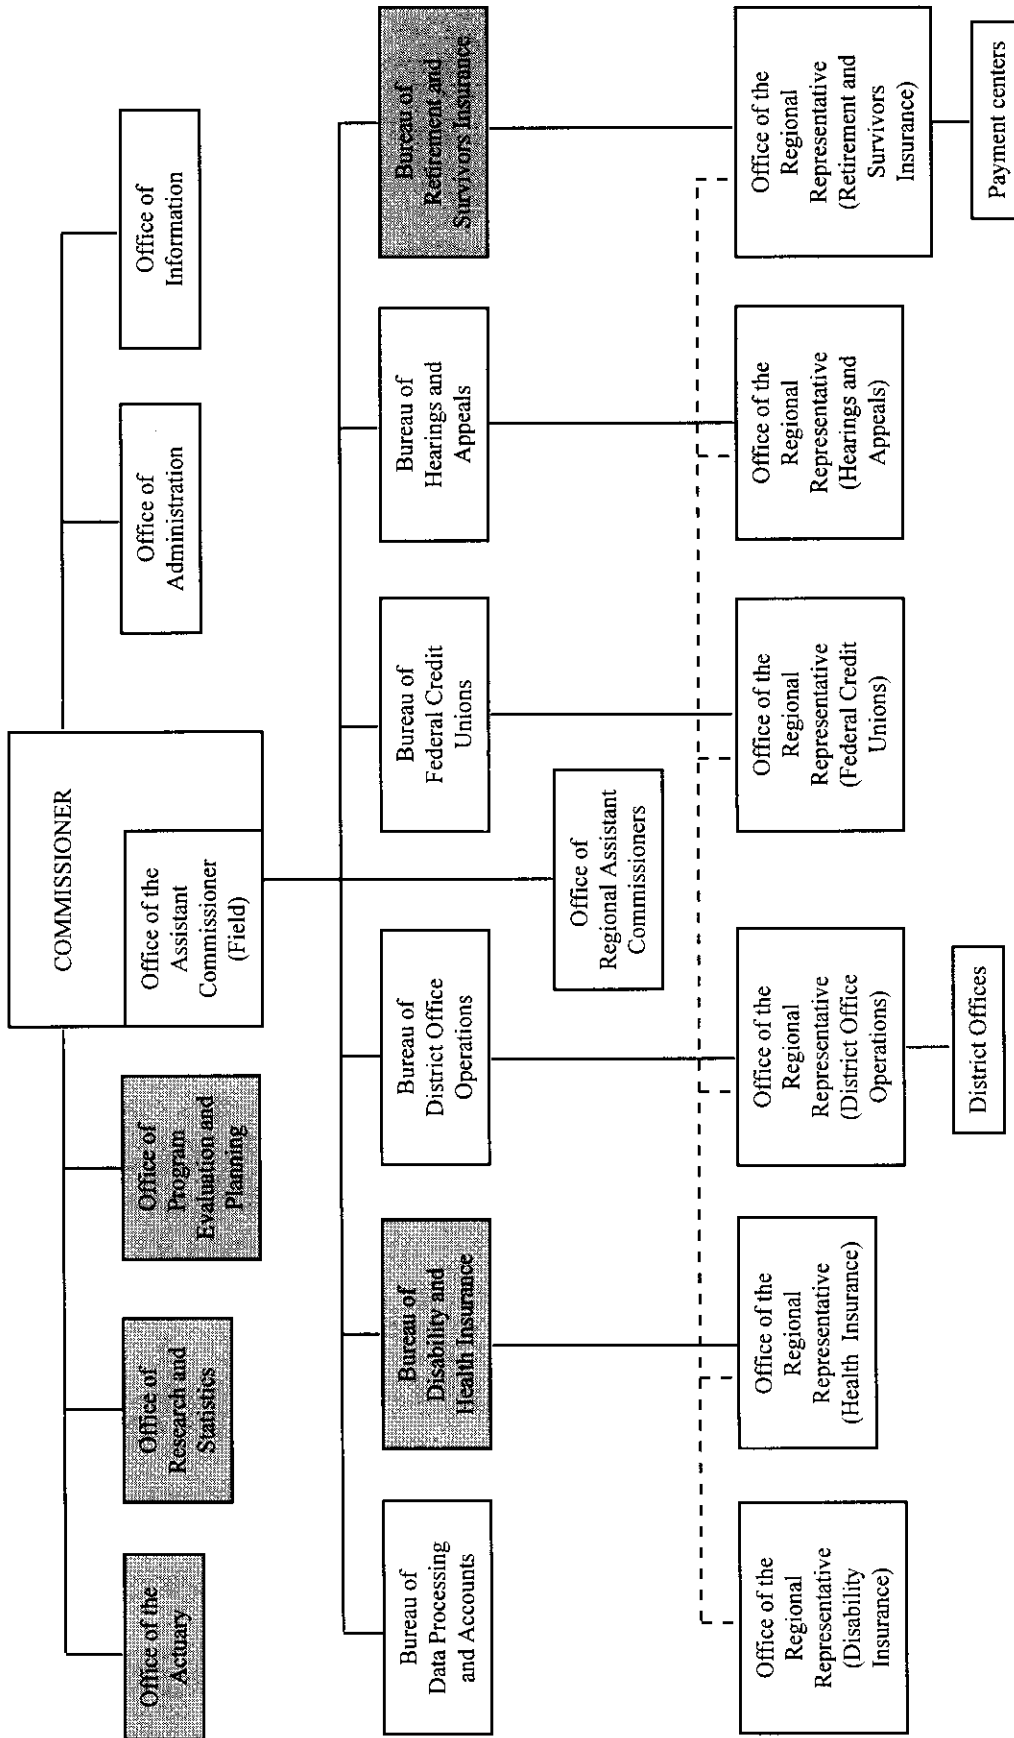 COMMISSIONER
Office of the
Assistant
Commissioner
(Field)
Office of the
Actuary
Office of
Research and
Statistics
Office of
Program
Evaluation and
Planning
Office of
Administration
Office of
Information
Bureau of
Data Processing
and Accounts
Bureau of
Disability and
Health Insurance
Bureau of
District Office
Operations
Bureau of
Federal Credit
Unions
Bureau of
Hearings and
Appeals
Bureau of
Retirement and
Survivors Insurance
Office of
Regional Assistant
Commissioners
Office of the
Regional
Representative
(Disability
Insurance)
Office of the
Regional
Representative
(Health Insurance)
Office of the
Regional
Representative
(District Office
Operations)
Office of the
Regional
Representative
(Federal Credit
Unions)
Office of the
Regional
Representative
(Hearings and
Appeals)
Office of the
Regional
Representative
(Retirement and
Survivors
Insurance)
District Offices
Payment centers